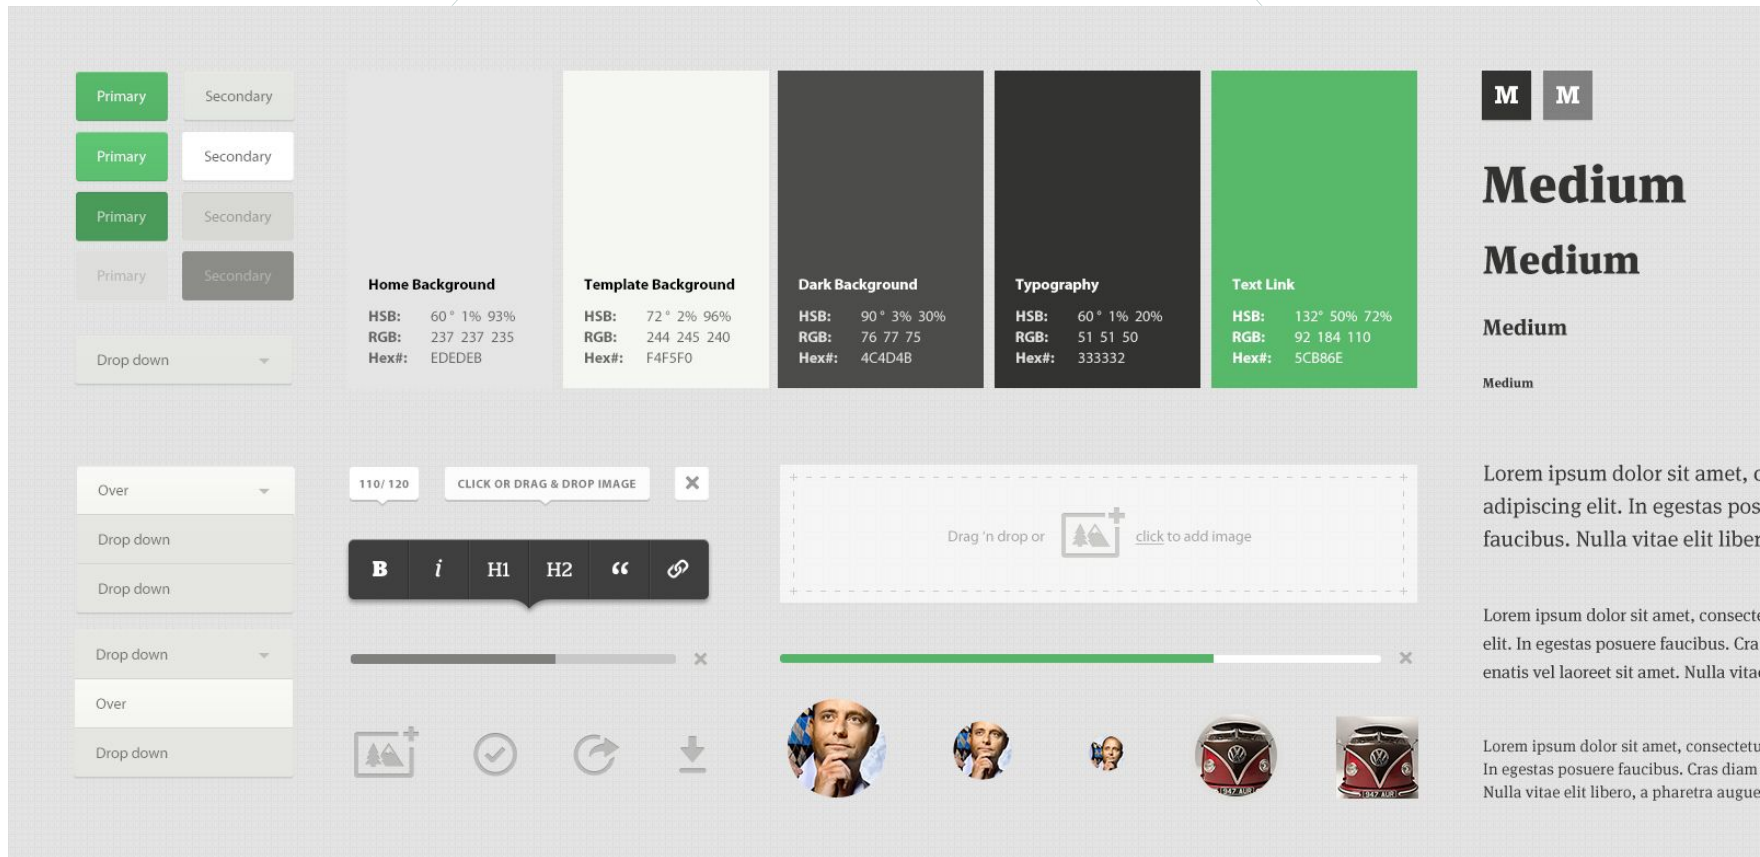 Primary
Secondary
Primary
Secondary
Primary
Secondary
Primary
Secondary
Drop down
Home Background
HSB: 60° 1% 93%
RGB: 237 237 235
Hex#: EDEDEB
Template Background
HSB: 72° 2% 96%
RGB: 244 245 240
Hex#: F4F5F0
Dark Background
HSB: 90° 3% 30%
RGB: 76 77 75
Hex#: 4C4D4B
Typography
HSB: 60° 1% 20%
RGB: 51 51 50
Hex#: 333332
Text Link
HSB: 132° 50% 72%
RGB: 92 184 110
Hex#: 5CB86E
M M
Medium
Medium
Medium
Medium
Over
Drop down
Drop down
Drop down
Over
Drop down
110/ 120
CLICK OR DRAG & DROP IMAGE
B i H1 H2 “
Drag 'n drop or click to add image
1947 AUR
1947 AUR
Lorem ipsum dolor sit amet, c
adipiscing elit. In egestas pos
faucibus. Nulla vitae elit liber
Lorem ipsum dolor sit amet, consecte
elit. In egestas posuere faucibus. Cra
enatis vel laoreet sit amet. Nulla vitae
Lorem ipsum dolor sit amet, consectetu
In egestas posuere faucibus. Cras diam
Nulla vitae elit libero, a pharetra augue